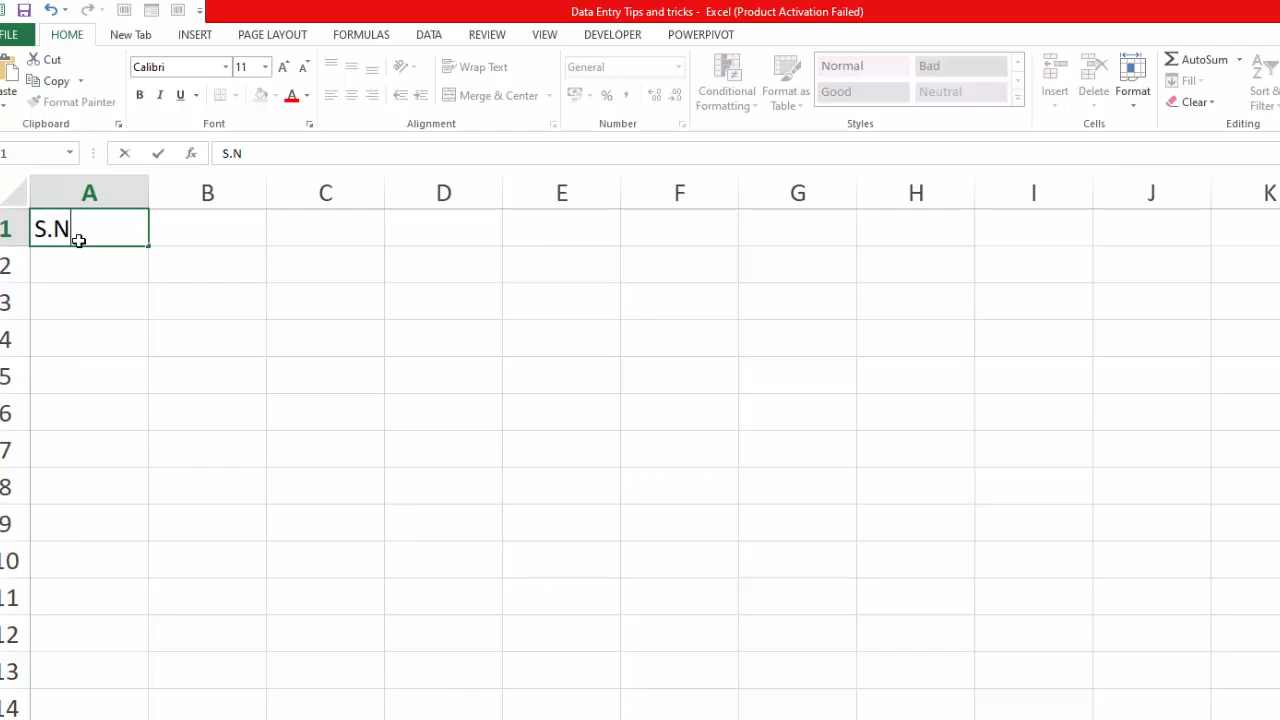 Data Entry Tips and tricks - Excel (Product Activation Failed)
FILE HOME New Tab INSERT PAGE LAYOUT FORMULAS DATA REVIEW VIEW DEVELOPER POWERPIVOT
Cut
Copy
Format Painter
Clipboard
Calibri 11
B I U
Font
Wrap Text
Merge & Center
Alignment
General
%
Number
Conditional Formatting
Format as Table
Normal Bad
Good Neutral
Styles
Insert Delete Format
Cells
AutoSum
Fill
Clear
Sort &
Filter
Editing
1 fx S.N
A B C D E F G H I J K
1 S.N
2
3
4
5
6
7
8
9
10
11
12
13
14